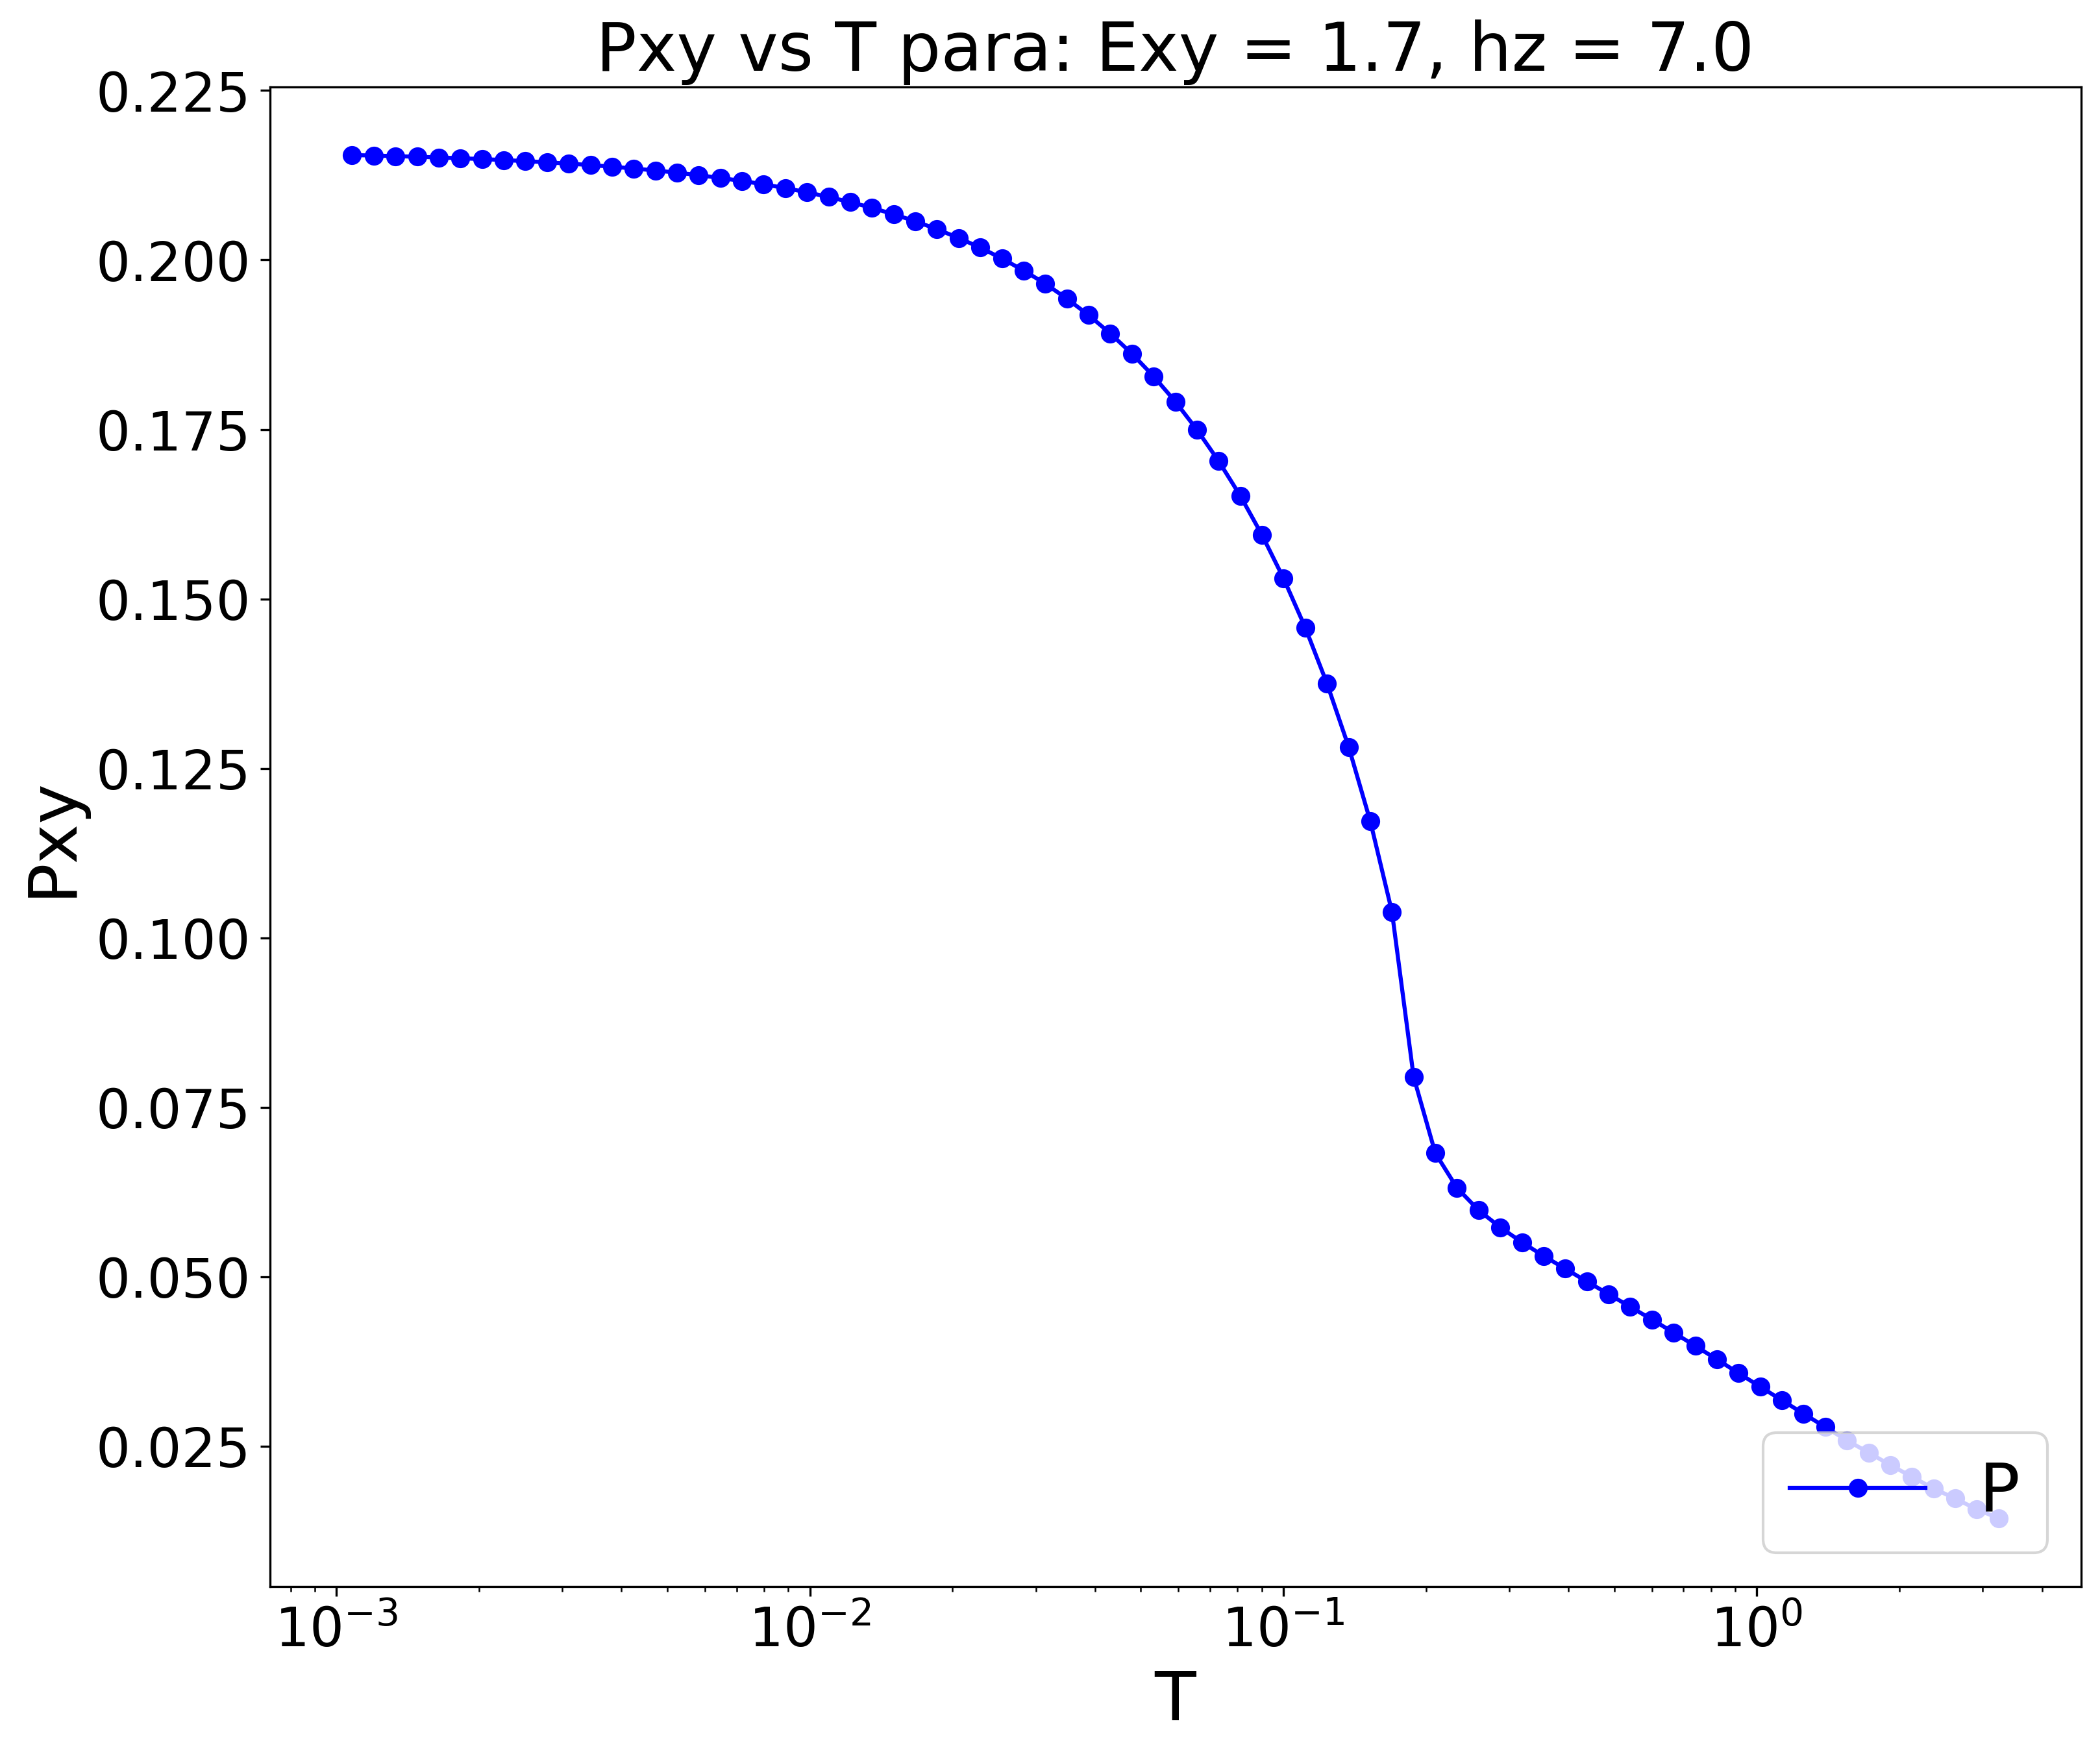 Pxy vs T para: Exy = 1.7, hz = 7.0
0.225
0.200
0.175
0.150
0.125
0.100
0.075
0.050
0.025
Pxy
P
10⁻³ 10⁻² 10⁻¹ 10⁰
T